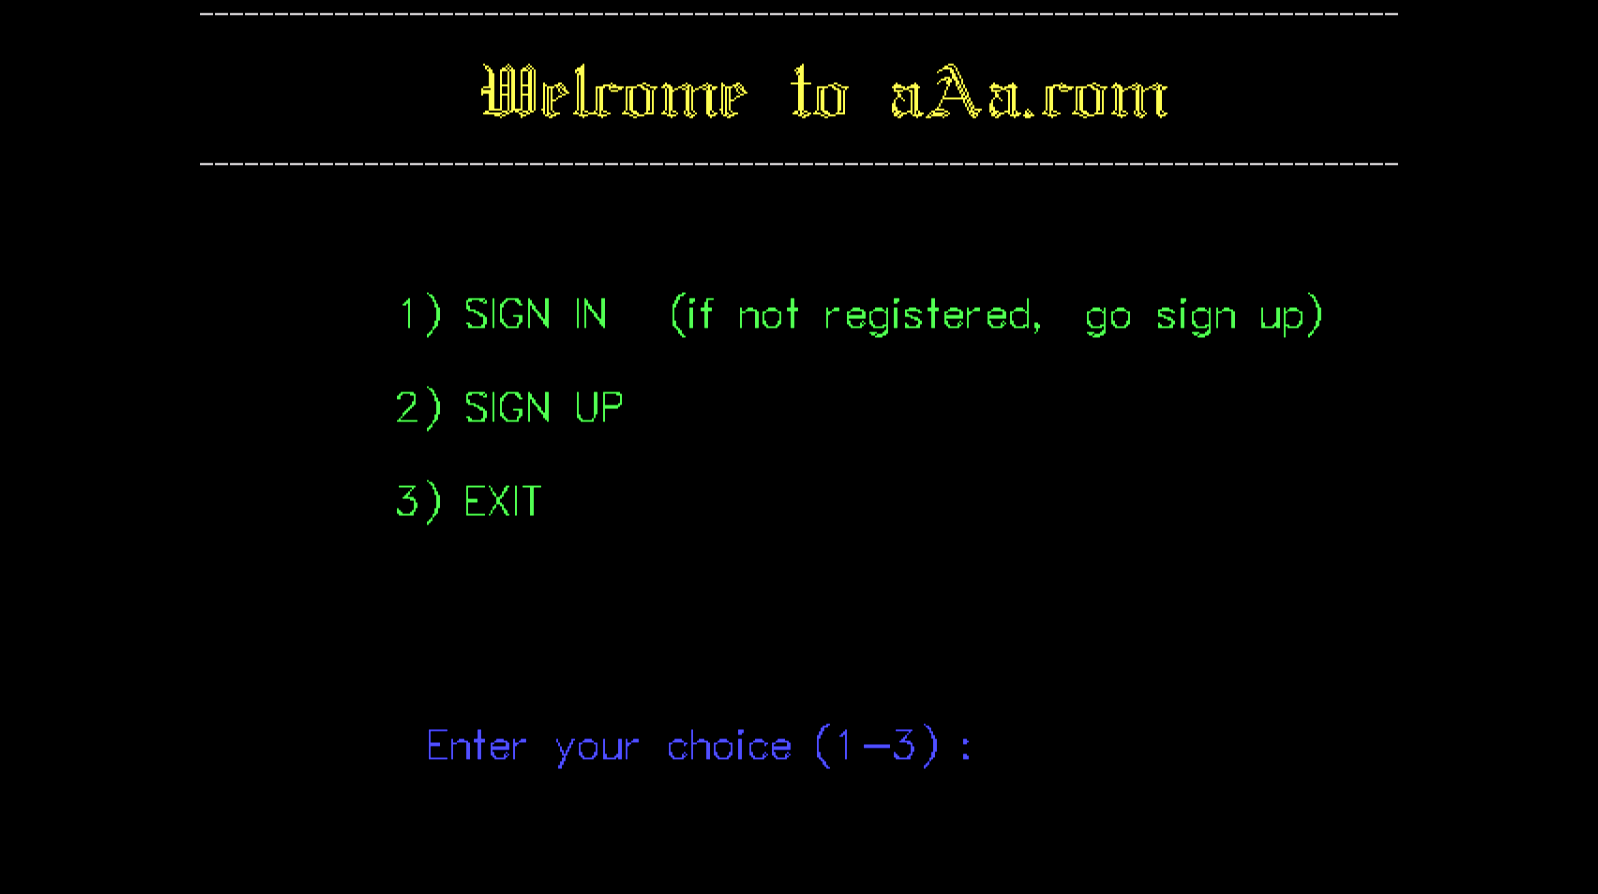 Welcome to aAa.com
1) SIGN IN (if not registered, go sign up)
2) SIGN UP
3) EXIT
Enter your choice (1-3) :